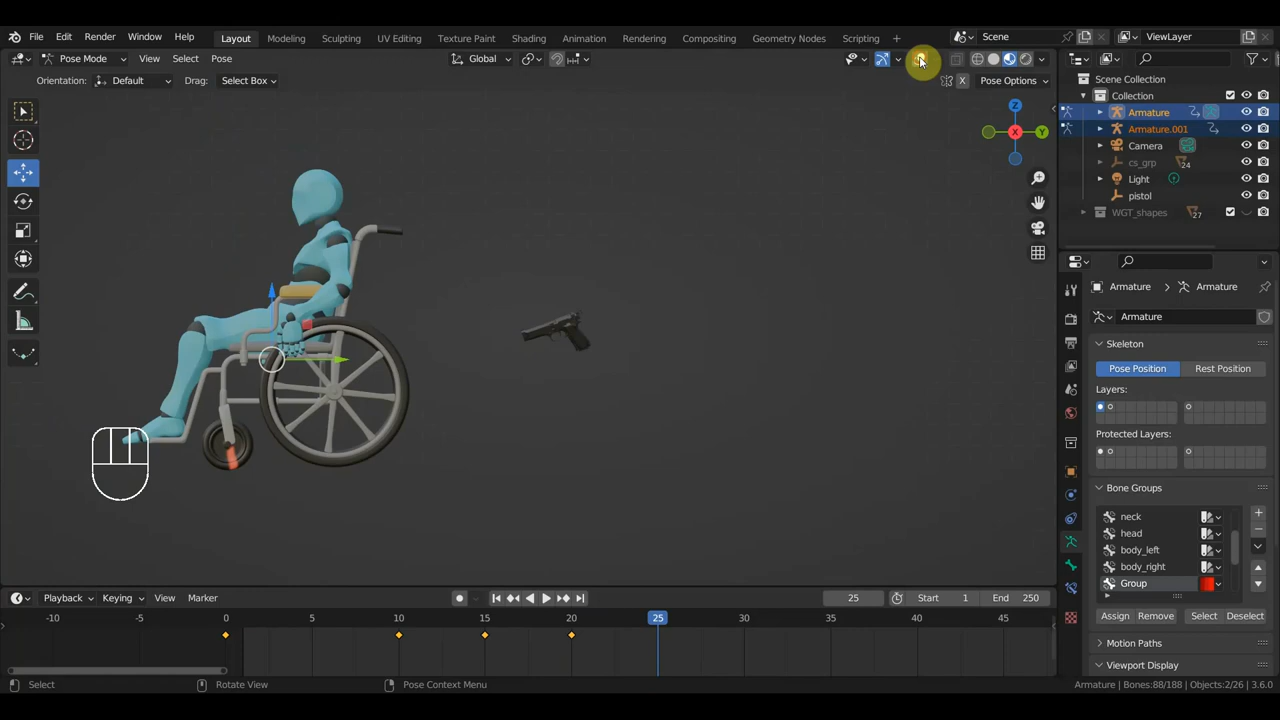 File Edit Render Window Help Layout Modeling Sculpting UV Editing Texture Paint Shading Animation Rendering Compositing Geometry Nodes Scripting + Scene ViewLayer
Pose Mode View Select Pose Global
Orientation: Default Drag: Select Box X Pose Options
Scene Collection
Collection
Armature
Armature.001
Camera
cs_grp 24
Light
pistol
WGT_shapes 27
Z
X
Y
Armature Armature
Armature
Skeleton
Pose Position Rest Position
Layers:
Protected Layers:
Bone Groups
neck
head
body_left
body_right
Group
Assign Remove Select Deselect
Motion Paths
Viewport Display
Playback Keying View Marker 25 Start 1 End 250
-10 -5 0 5 10 15 20 25 30 35 40 45 50
Select Rotate View Pose Context Menu Armature | Bones:88/188 | Objects:2/26 | 3.6.0